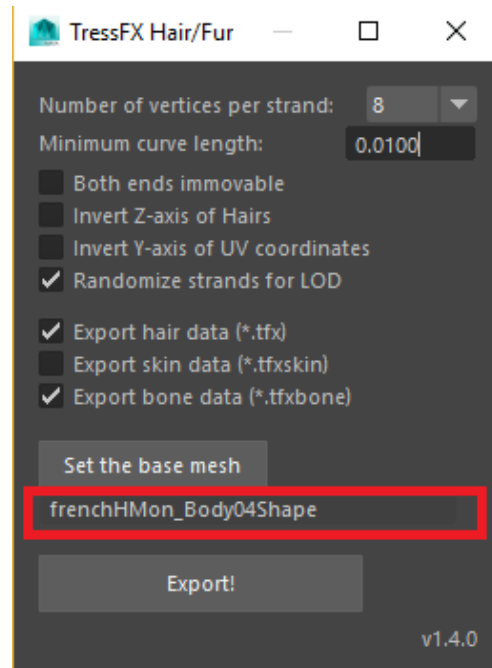 TressFX Hair/Fur
Number of vertices per strand: 8
Minimum curve length: 0.0100
Both ends immovable
Invert Z-axis of Hairs
Invert Y-axis of UV coordinates
Randomize strands for LOD
Export hair data (*.tfx)
Export skin data (*.tfxskin)
Export bone data (*.tfxbone)
Set the base mesh
frenchHMon_Body04Shape
Export!
v1.4.0